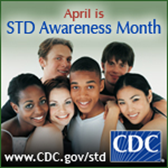 April is
STD Awareness Month
www.CDC.gov/std
CDC